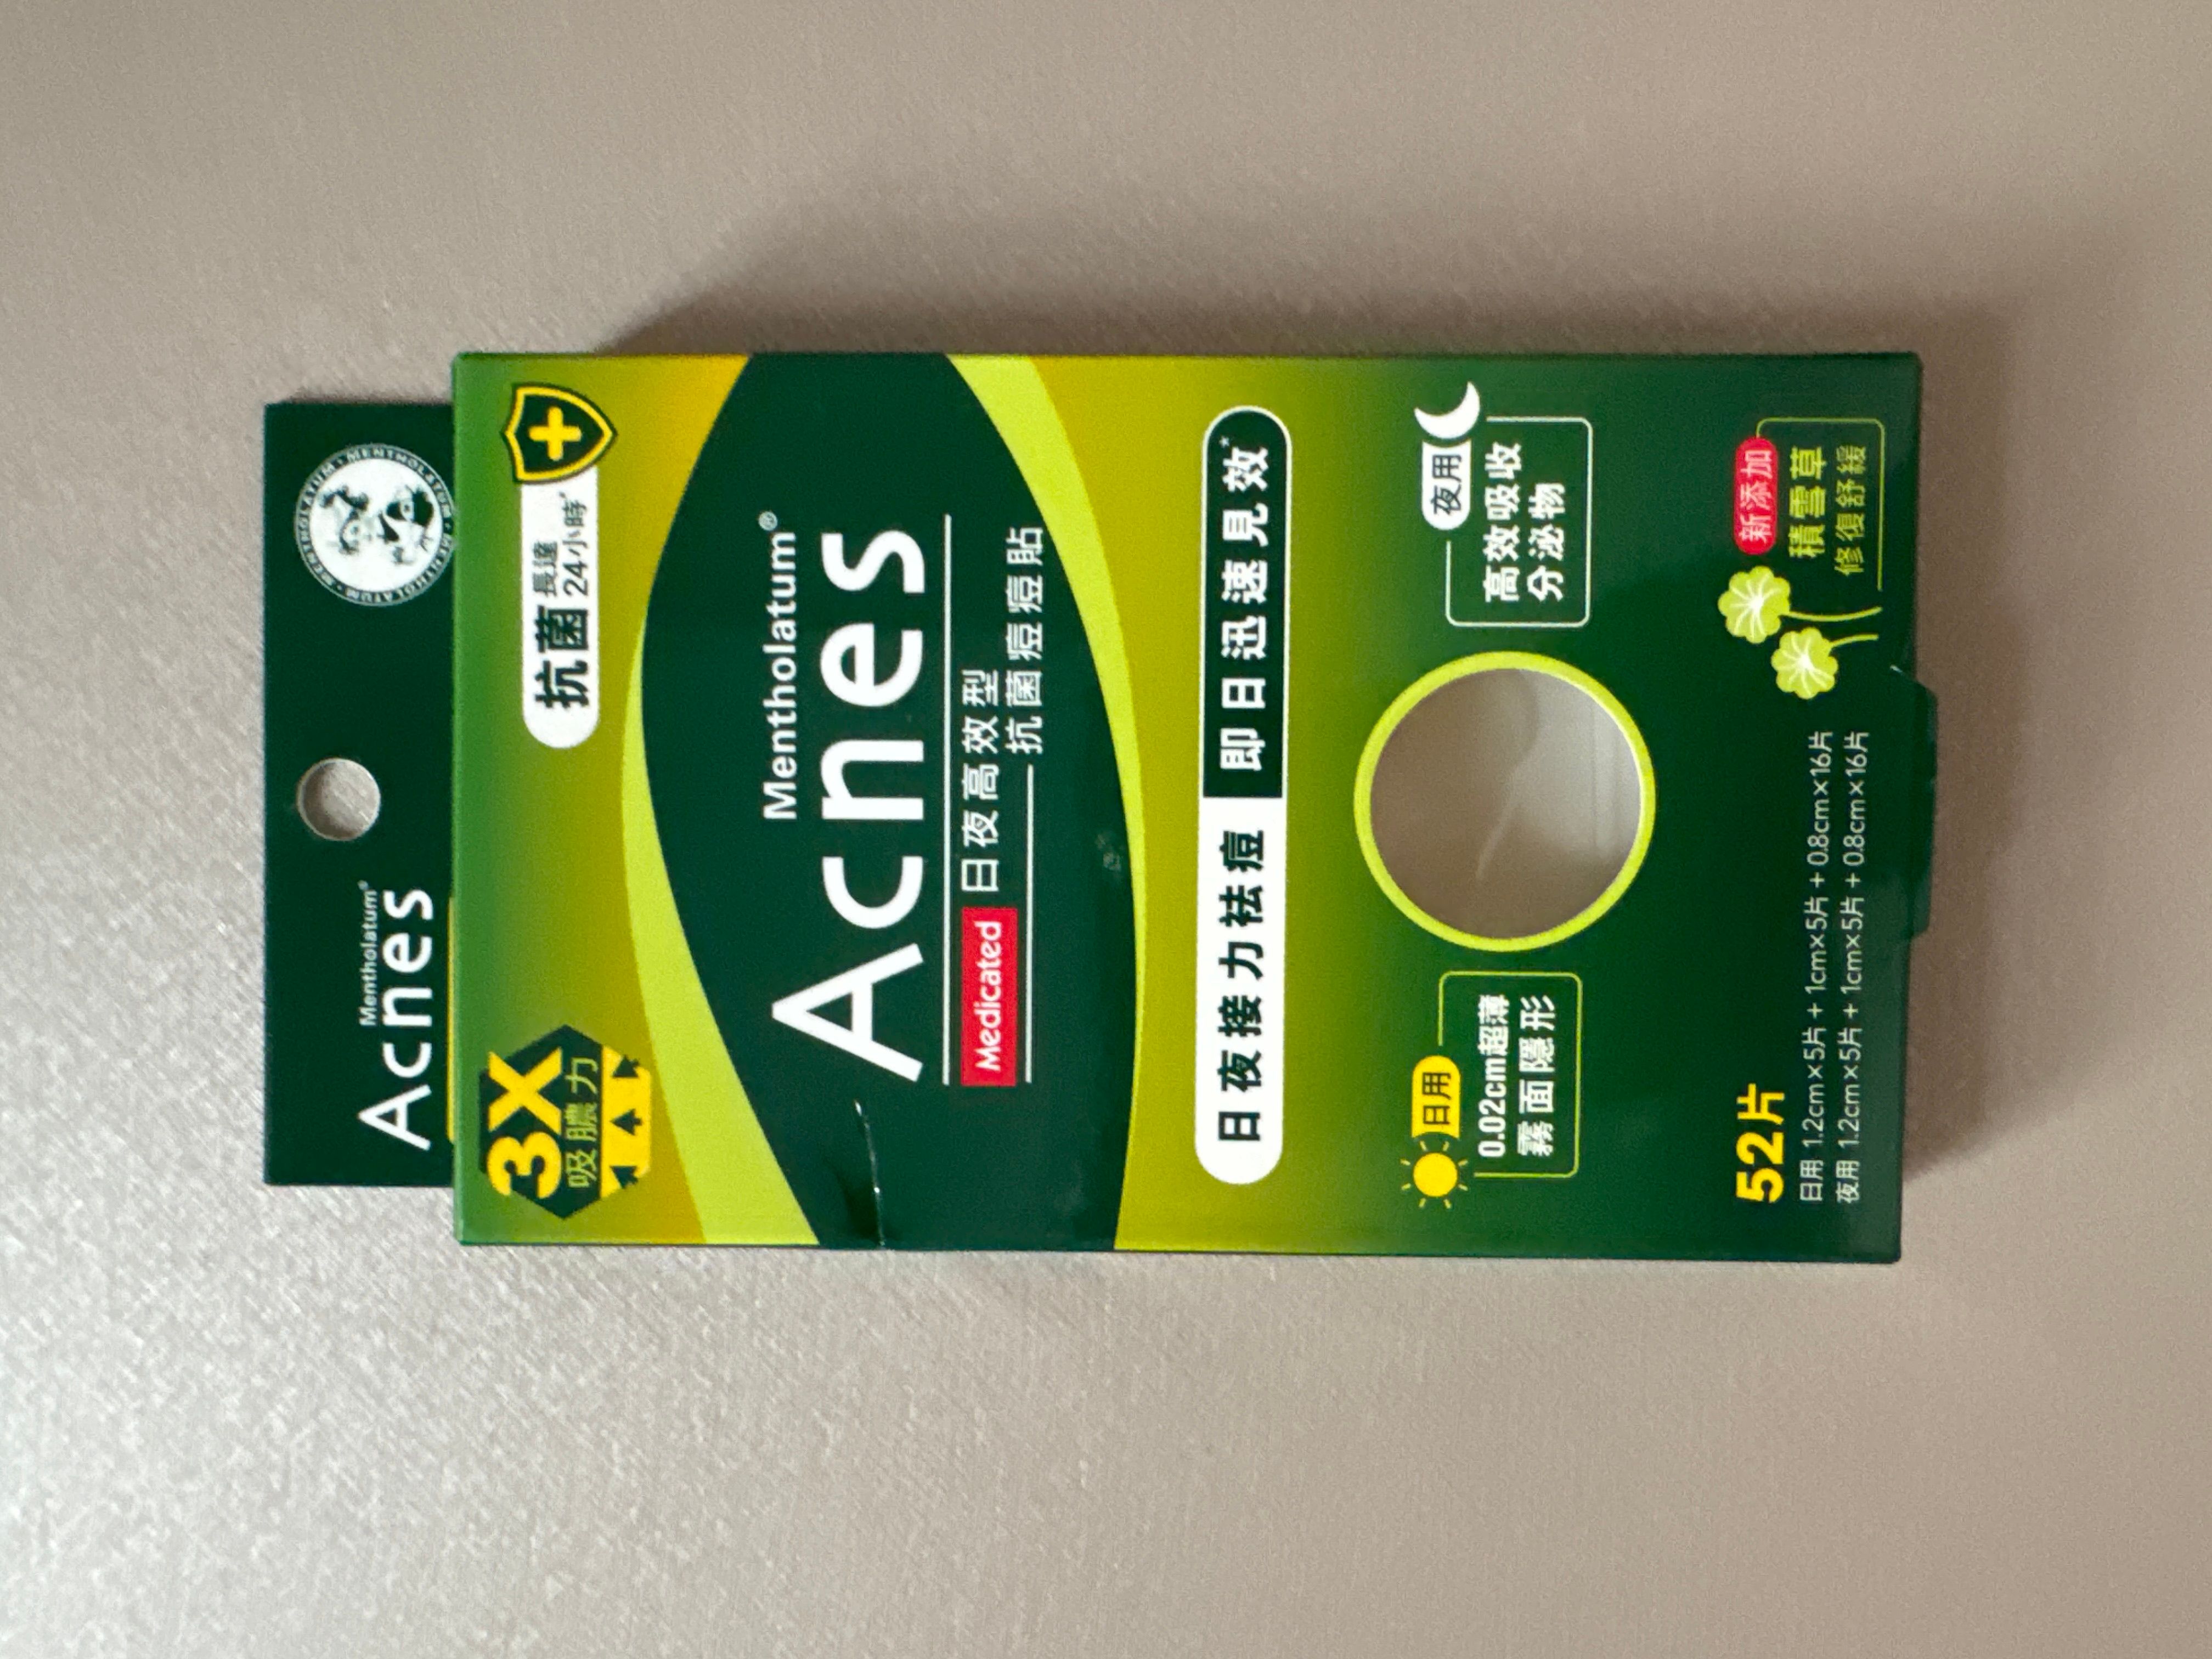 Mentholatum®
Acnes
MENTHOLATUM · MENTHOLATUM · MENTHOLATUM
3X
吸膿力
抗菌
長達
24小時*
Mentholatum®
Acnes
Medicated 日夜高效型
抗菌痘痘貼
日夜接力祛痘 即日迅速見效*
日用
0.02cm超薄
霧面隱形
夜用
高效吸收
分泌物
52片
日用 1.2cm×5片 + 1cm×5片 + 0.8cm×16片
夜用 1.2cm×5片 + 1cm×5片 + 0.8cm×16片
新添加
積雪草
修復舒緩